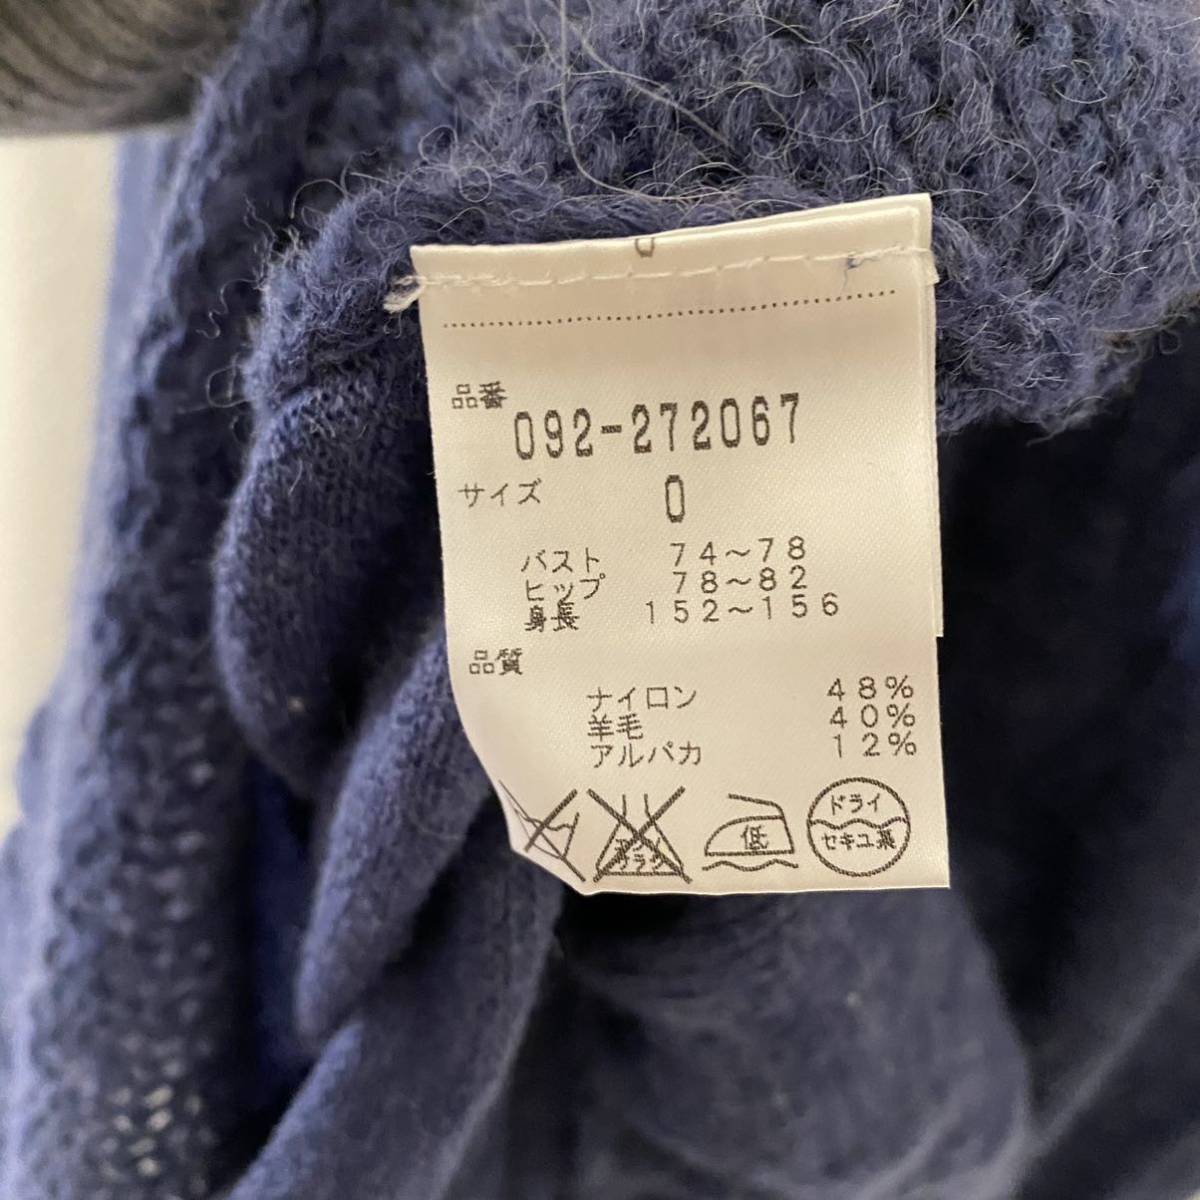 品番
092-272067
サイズ 0
バスト 74～78
ヒップ 78～82
身長 152～156
品質
ナイロン 48%
羊毛 40%
アルパカ 12%
低
ドライ
セキユ系